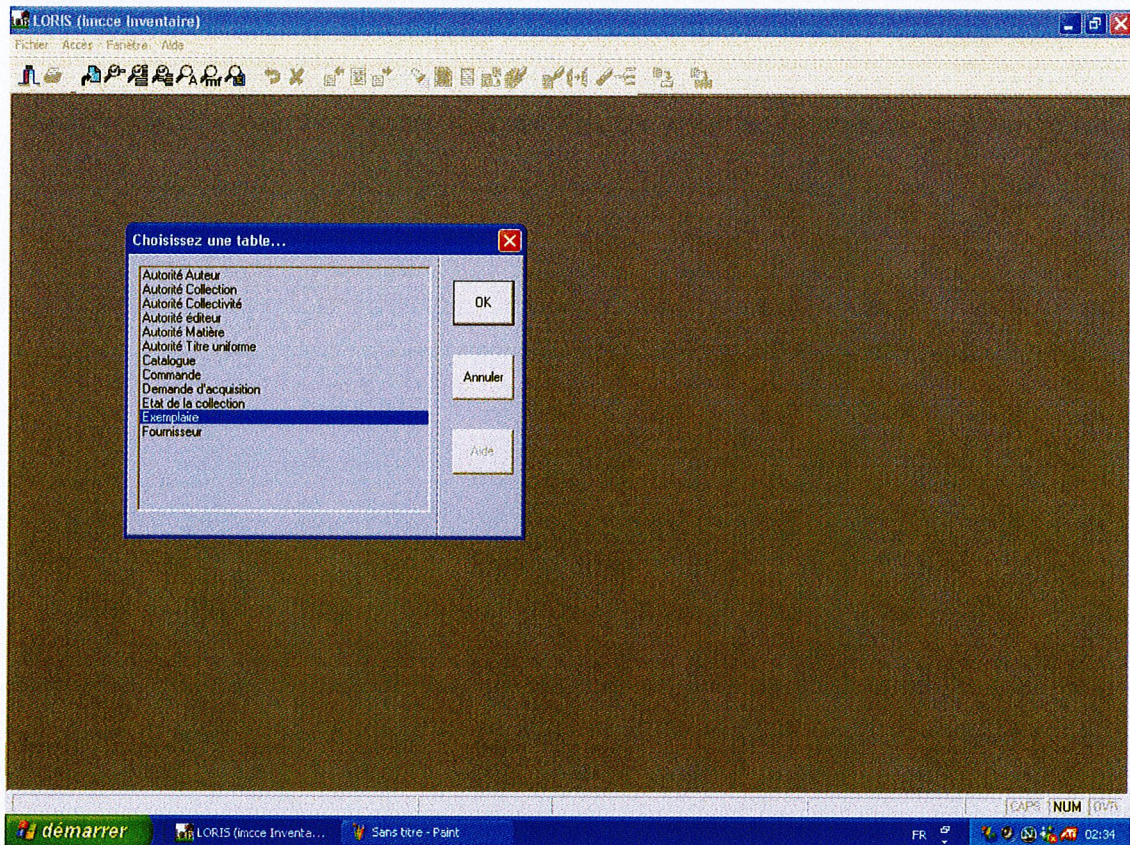 LORIS (imcce Inventaire)
Fichier Accès Fenêtre Aide
Choisissez une table...
Autorité Auteur
Autorité Collection
Autorité Collectivité
Autorité éditeur
Autorité Matière
Autorité Titre uniforme
Catalogue
Commande
Demande d'acquisition
Etat de la collection
Exemplaire
Fournisseur
OK
Annuler
Aide
CAPS NUM OVR
démarrer
LORIS (imcce Inventa...
Sans titre - Paint
FR
02:34